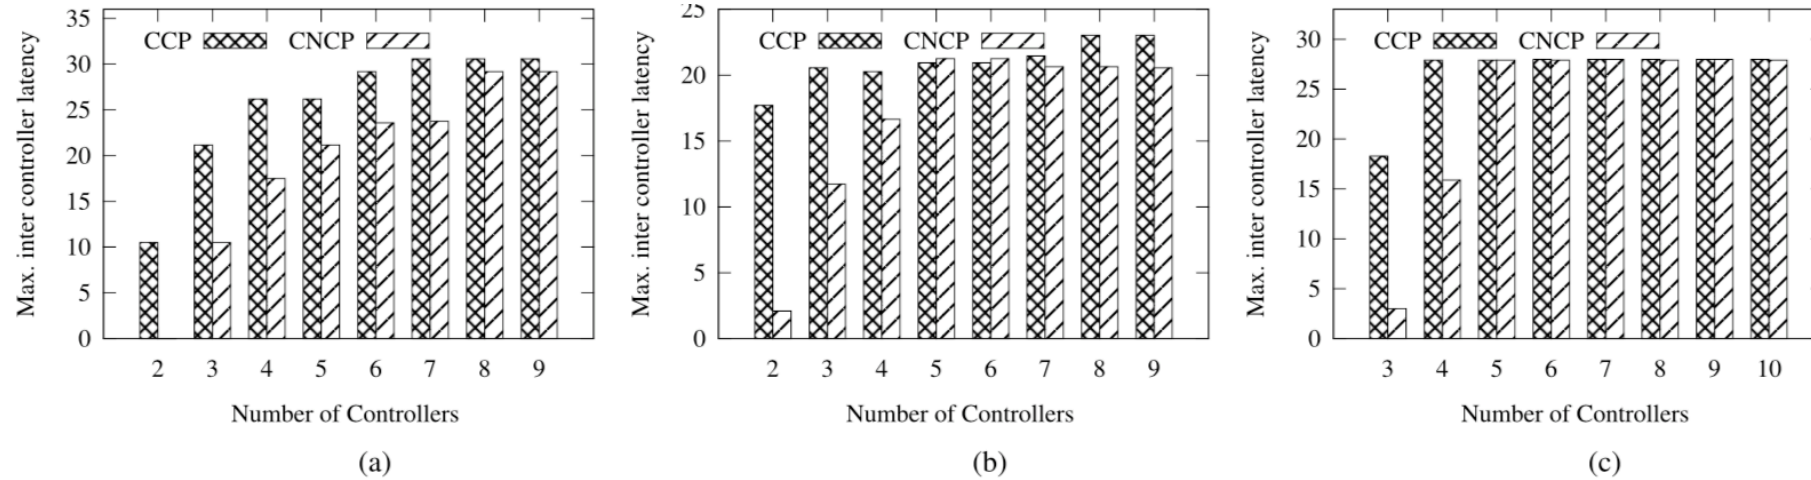 Max. inter controller latency
35
30
25
20
15
10
5
0
CCP CNCP
2 3 4 5 6 7 8 9
Number of Controllers
(a)
Max. inter controller latency
25
20
15
10
5
0
CCP CNCP
2 3 4 5 6 7 8 9
Number of Controllers
(b)
Max. inter controller latency
30
25
20
15
10
5
0
CCP CNCP
3 4 5 6 7 8 9 10
Number of Controllers
(c)